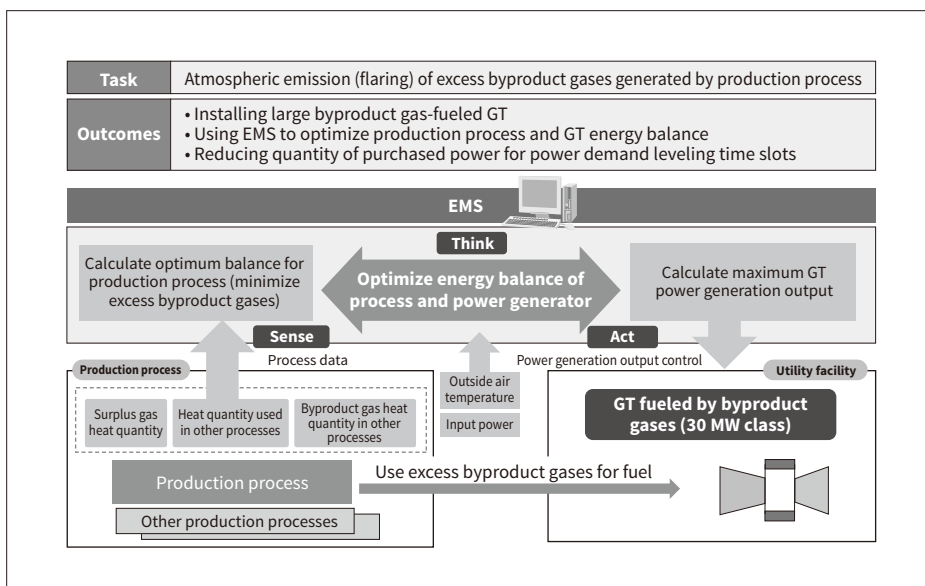 Task
Atmospheric emission (flaring) of excess byproduct gases generated by production process
Outcomes
• Installing large byproduct gas-fueled GT
• Using EMS to optimize production process and GT energy balance
• Reducing quantity of purchased power for power demand leveling time slots
EMS
Think
Calculate optimum balance for
production process (minimize
excess byproduct gases)
Optimize energy balance of
process and power generator
Calculate maximum GT
power generation output
Sense
Act
Process data
Power generation output control
Production process
Utility facility
Surplus gas
heat quantity
Heat quantity used
in other processes
Byproduct gas heat
quantity in other
processes
Outside air
temperature
Input power
GT fueled by byproduct
gases (30 MW class)
Production process
Use excess byproduct gases for fuel
Other production processes